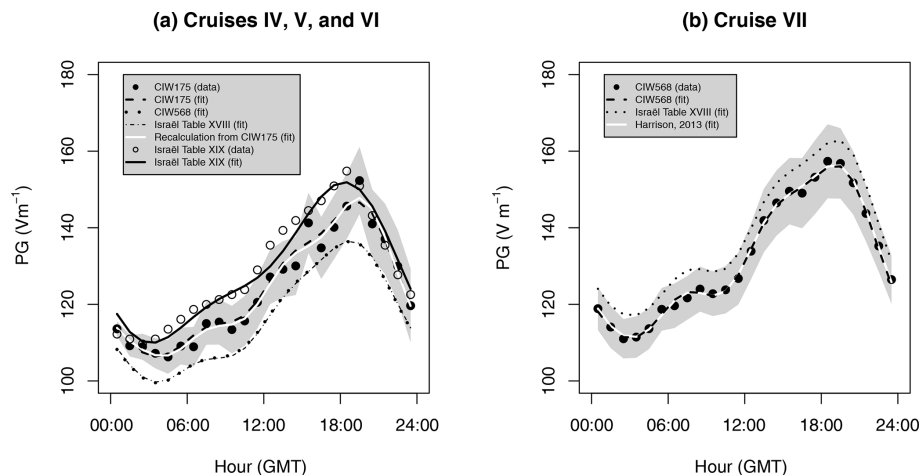 (a) Cruises IV, V, and VI
CIW175 (data)
CIW175 (fit)
CIW568 (fit)
Israël Table XVIII (fit)
Recalculation from CIW175 (fit)
Israël Table XIX (data)
Israël Table XIX (fit)
PG (Vm⁻¹)
180
160
140
120
100
00:00 06:00 12:00 18:00 24:00
Hour (GMT)
(b) Cruise VII
CIW568 (data)
CIW568 (fit)
Israël Table XVIII (fit)
Harrison, 2013 (fit)
PG (V m⁻¹)
180
160
140
120
100
00:00 06:00 12:00 18:00 24:00
Hour (GMT)